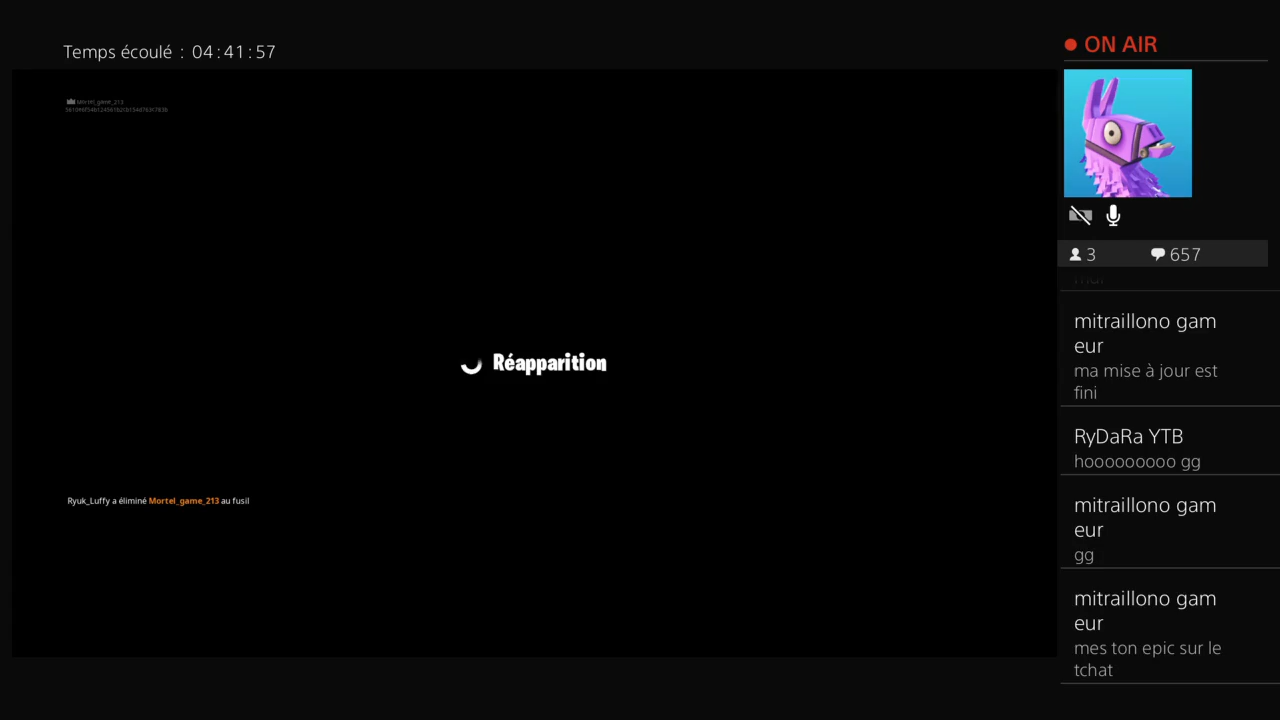 Temps écoulé : 04:41:57
ON AIR
Mortel_game_213
3
657
mitraillono gam
eur
ma mise à jour est
fini
RyDaRa YTB
hooooooooo gg
mitraillono gam
eur
gg
mitraillono gam
eur
mes ton epic sur le
tchat
Réapparition
Ryuk_Luffy a éliminé Mortel_game_213 au fusil